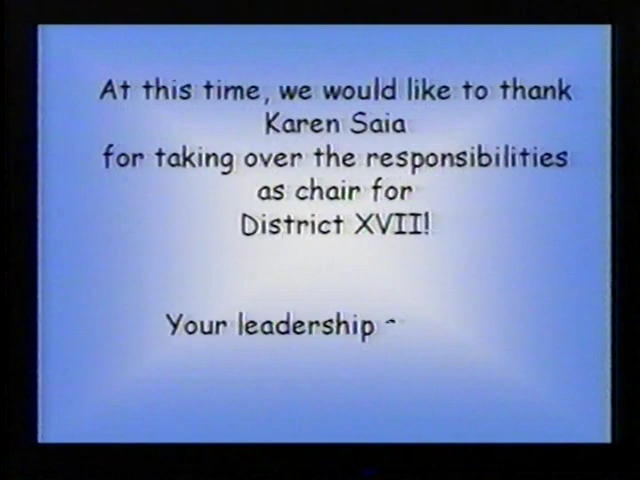 At this time, we would like to thank
Karen Saia
for taking over the responsibilities
as chair for
District XVII!
Your leadership